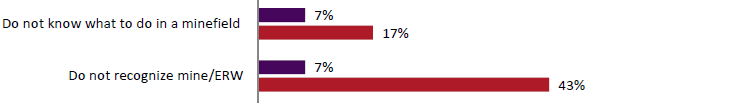 7%
Do not know what to do in a minefield
17%
7%
Do not recognize mine/ERW
43%